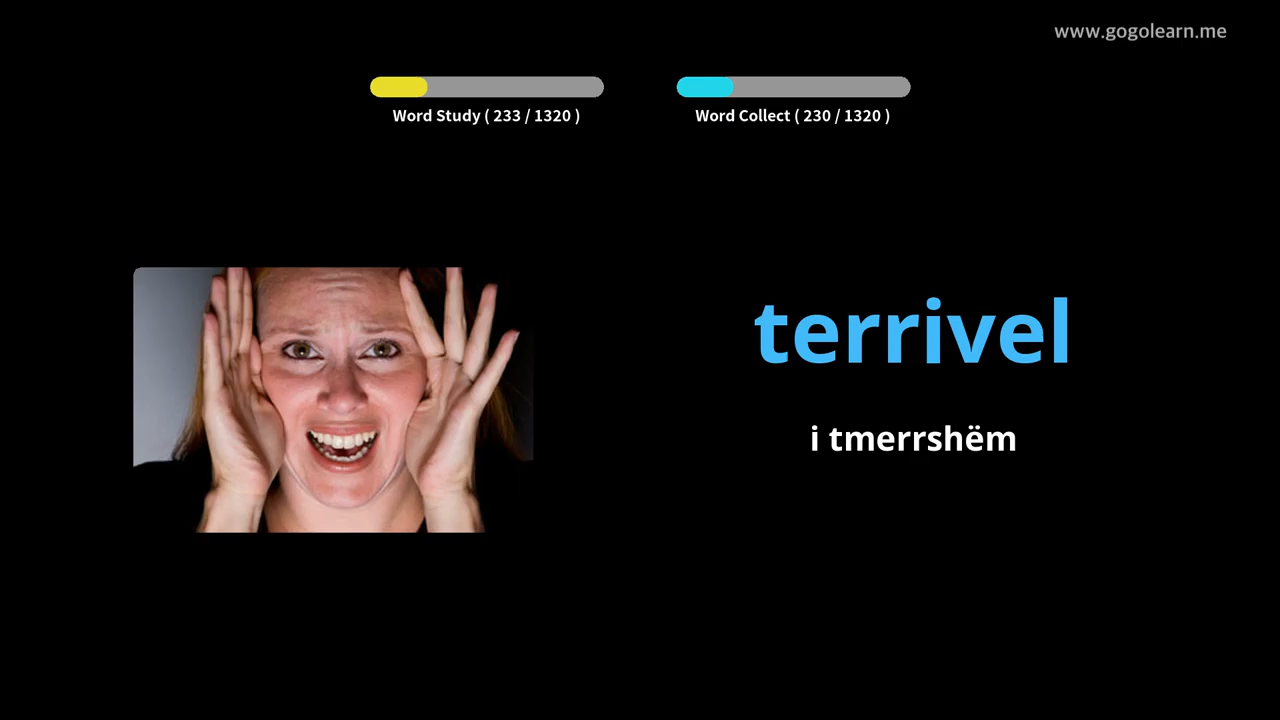 www.gogolearn.me
Word Study ( 233 / 1320 )
Word Collect ( 230 / 1320 )
terrivel
i tmerrshëm